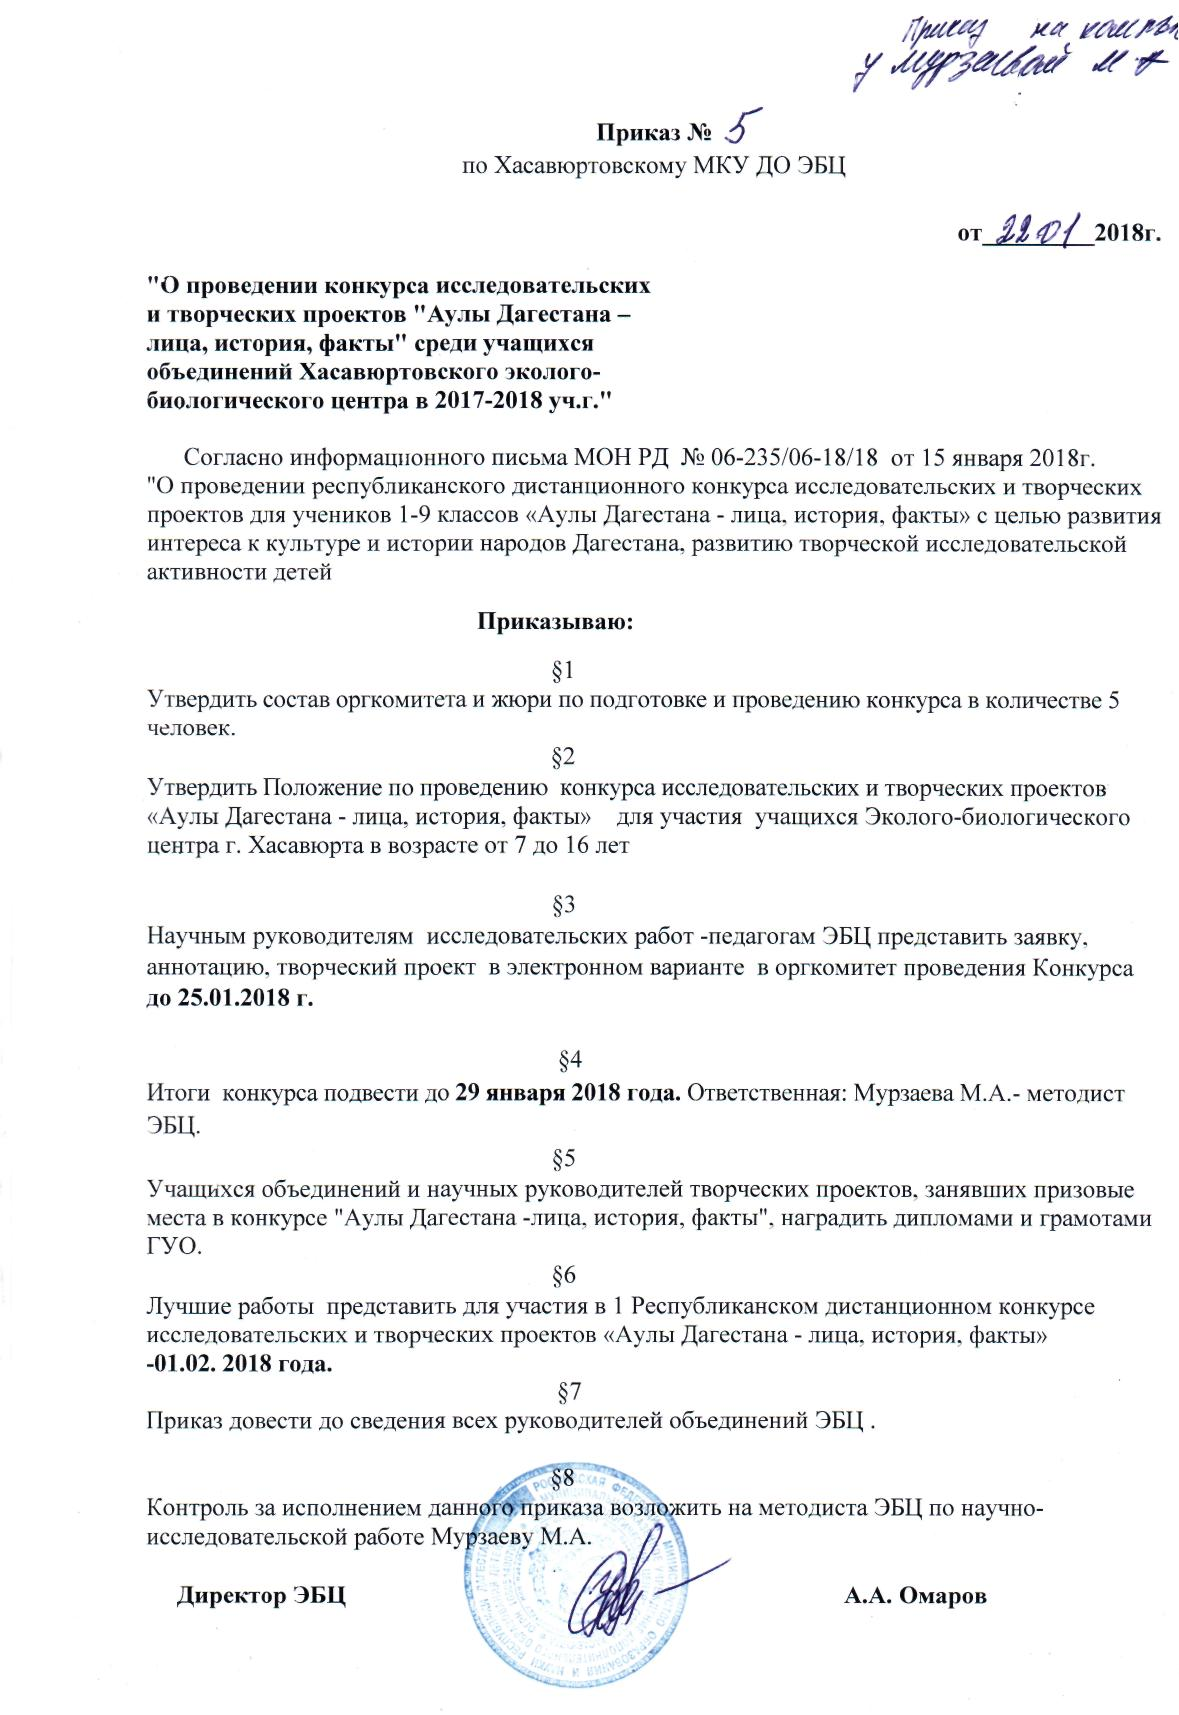 Приказ на
у Мурзаевой М А
Приказ № 5
по Хасавюртовскому МКУ ДО ЭБЦ
от 22 01 2018г.
"О проведении конкурса исследовательских
и творческих проектов "Аулы Дагестана –
лица, история, факты" среди учащихся
объединений Хасавюртовского эколого-
биологического центра в 2017-2018 уч.г."
Согласно информационного письма МОН РД № 06-235/06-18/18 от 15 января 2018г.
"О проведении республиканского дистанционного конкурса исследовательских и творческих
проектов для учеников 1-9 классов «Аулы Дагестана - лица, история, факты» с целью развития
интереса к культуре и истории народов Дагестана, развитию творческой исследовательской
активности детей
Приказываю:
§1
Утвердить состав оргкомитета и жюри по подготовке и проведению конкурса в количестве 5
человек.
§2
Утвердить Положение по проведению конкурса исследовательских и творческих проектов
«Аулы Дагестана - лица, история, факты» для участия учащихся Эколого-биологического
центра г. Хасавюрта в возрасте от 7 до 16 лет
§3
Научным руководителям исследовательских работ -педагогам ЭБЦ представить заявку,
аннотацию, творческий проект в электронном варианте в оргкомитет проведения Конкурса
до 25.01.2018 г.
§4
Итоги конкурса подвести до 29 января 2018 года. Ответственная: Мурзаева М.А.- методист
ЭБЦ.
§5
Учащихся объединений и научных руководителей творческих проектов, занявших призовые
места в конкурсе "Аулы Дагестана -лица, история, факты", наградить дипломами и грамотами
ГУО.
§6
Лучшие работы представить для участия в 1 Республиканском дистанционном конкурсе
исследовательских и творческих проектов «Аулы Дагестана - лица, история, факты»
-01.02. 2018 года.
§7
Приказ довести до сведения всех руководителей объединений ЭБЦ .
§8
Контроль за исполнением данного приказа возложить на методиста ЭБЦ по научно-
исследовательской работе Мурзаеву М.А.
Директор ЭБЦ А.А. Омаров